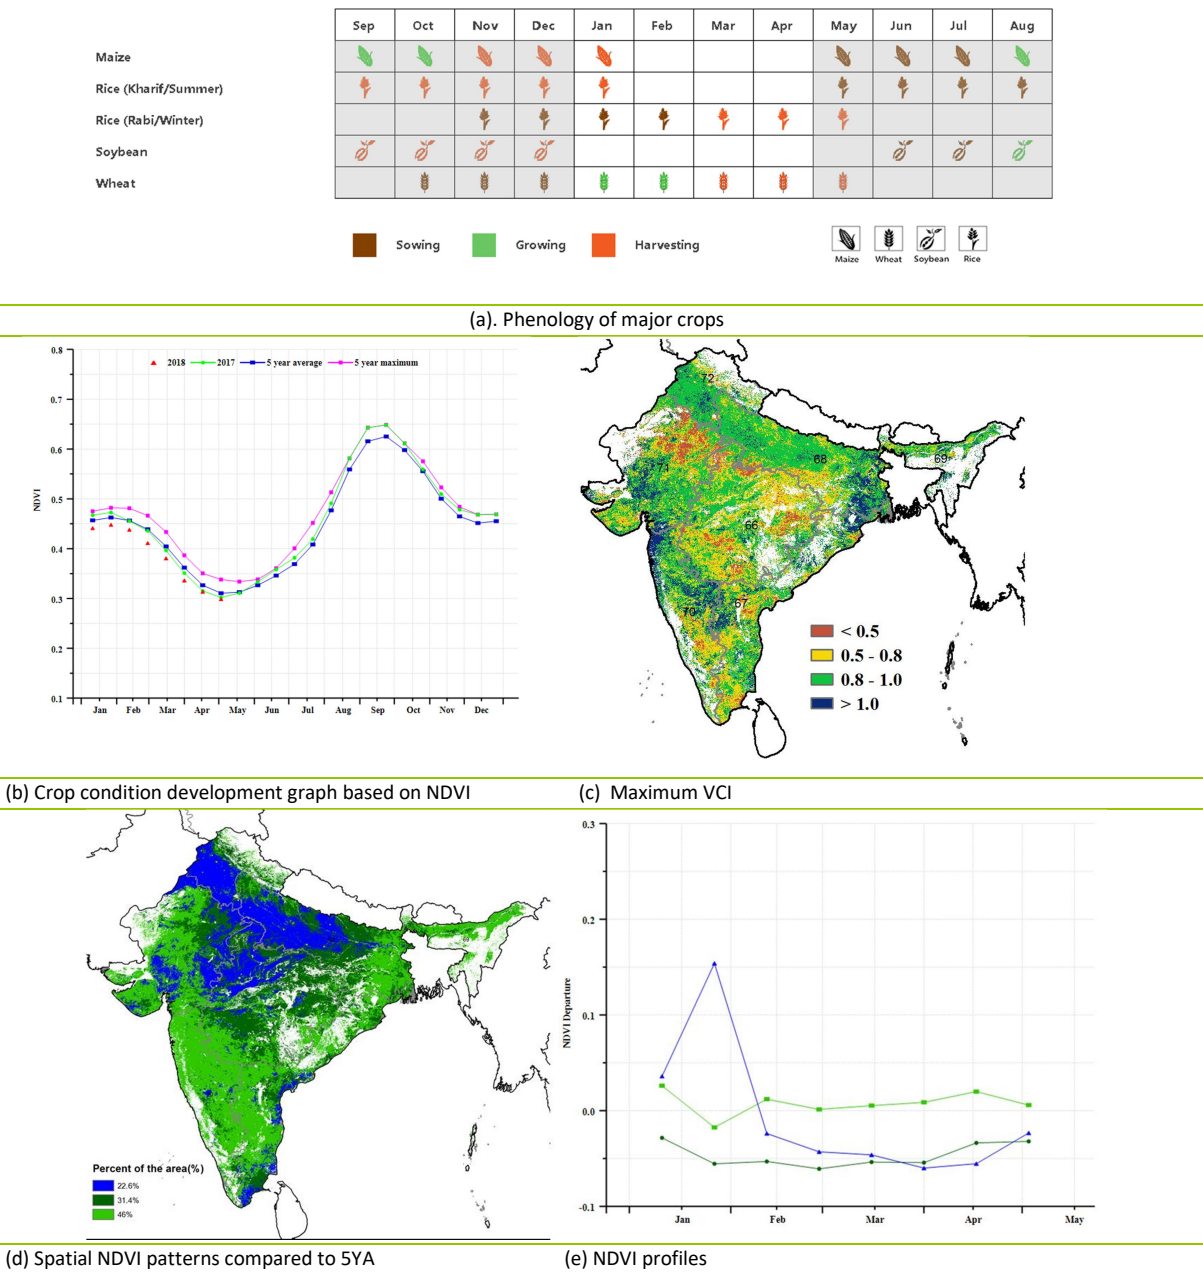 Sep Oct Nov Dec Jan Feb Mar Apr May Jun Jul Aug
Maize
Rice (Kharif/Summer)
Rice (Rabi/Winter)
Soybean
Wheat
Sowing Growing Harvesting
Maize Wheat Soybean Rice
(a). Phenology of major crops
2018 2017 5 year average 5 year maximum
0.8
0.7
0.6
0.5
0.4
0.3
0.2
0.1
NDVI
Jan Feb Mar Apr May Jun Jul Aug Sep Oct Nov Dec
72
68
69
71
66
67
70
< 0.5
0.5 - 0.8
0.8 - 1.0
> 1.0
(b) Crop condition development graph based on NDVI
(c) Maximum VCI
Percent of the area(%)
22.6%
31.4%
46%
0.3
0.2
0.1
0.0
-0.1
NDVI Departure
Jan Feb Mar Apr May
(d) Spatial NDVI patterns compared to 5YA
(e) NDVI profiles